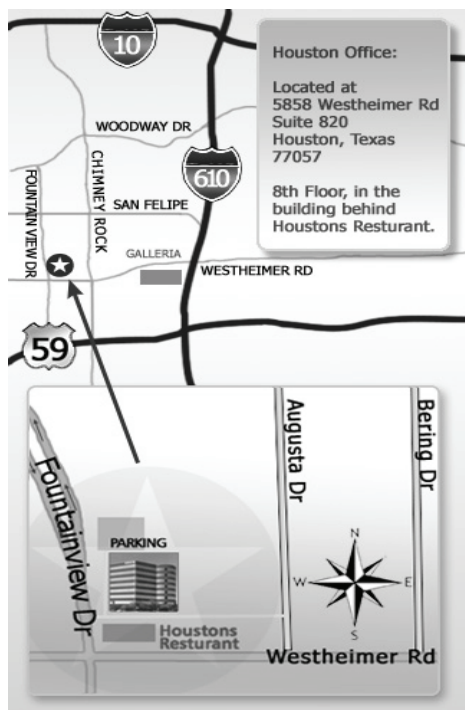 10
Houston Office:
Located at
5858 Westheimer Rd
Suite 820
Houston, Texas
77057
8th Floor, in the
building behind
Houstons Resturant.
WOODWAY DR
CHIMNEY ROCK
610
FOUNTAIN VIEW DR
SAN FELIPE
GALLERIA
WESTHEIMER RD
59
Fountainview Dr
Augusta Dr
Bering Dr
PARKING
N
W
E
S
Houstons
Resturant
Westheimer Rd